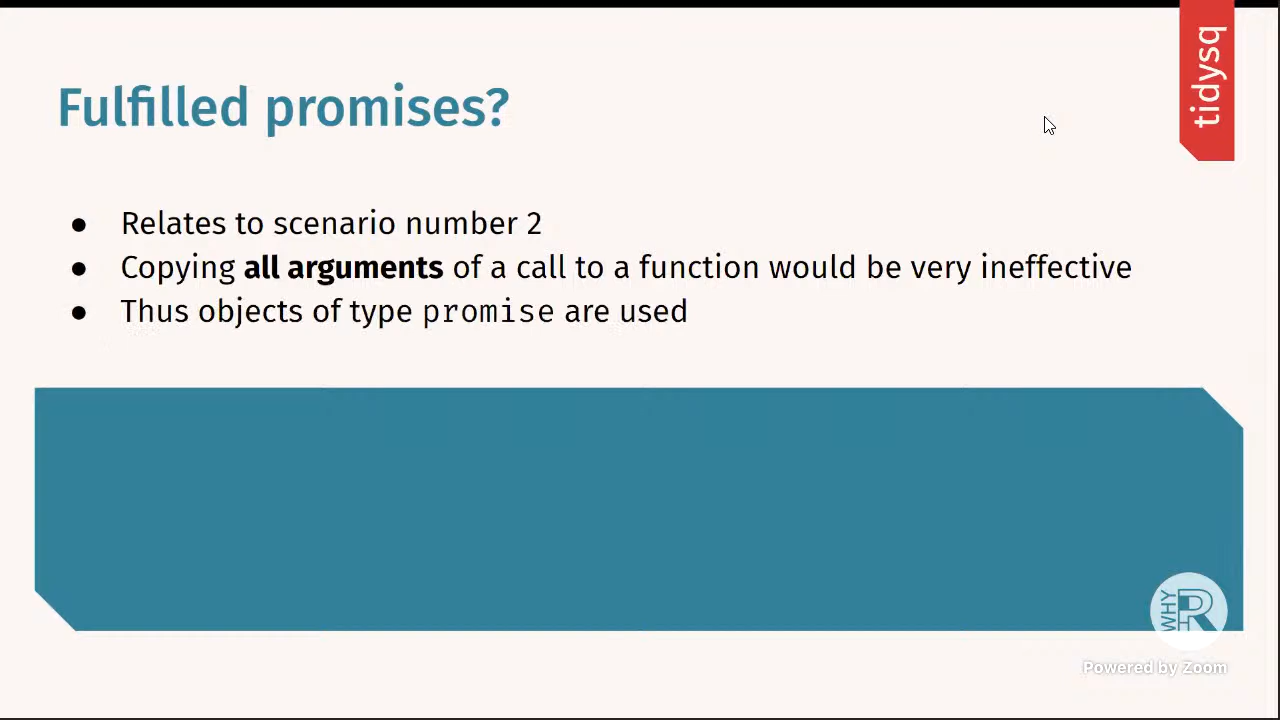 tidysq
Fulfilled promises?
● Relates to scenario number 2
● Copying all arguments of a call to a function would be very ineffective
● Thus objects of type promise are used
WHY R
Powered by Zoom